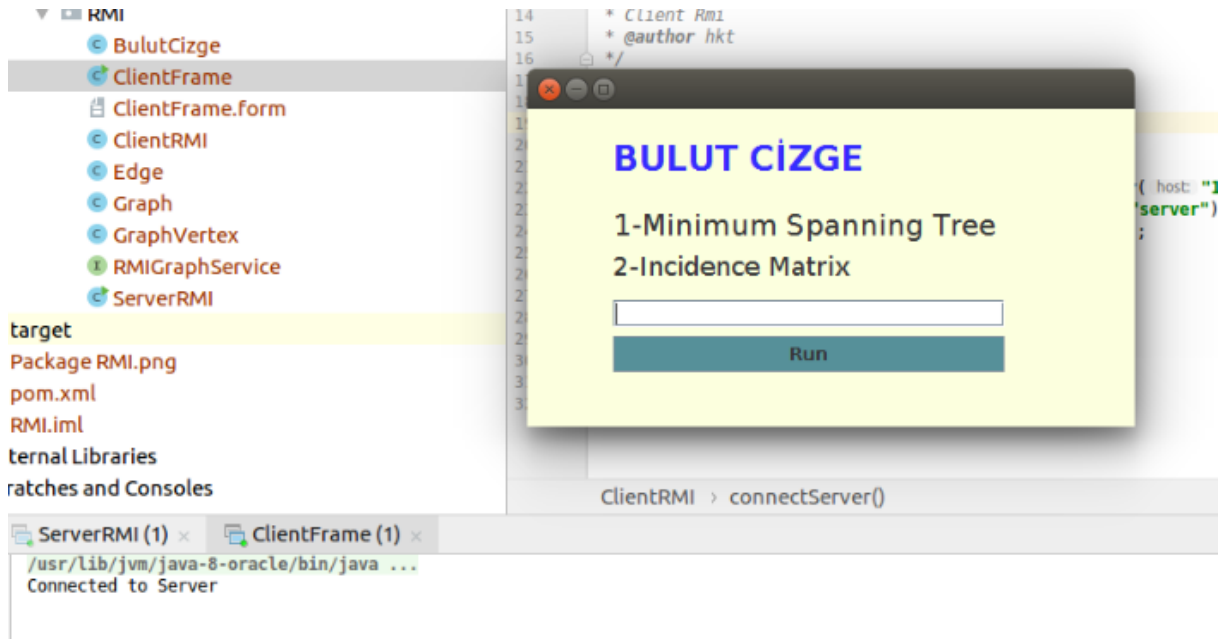 RMI
BulutCizge
ClientFrame
ClientFrame.form
ClientRMI
Edge
Graph
GraphVertex
RMIGraphService
ServerRMI
target
Package RMI.png
pom.xml
RMI.iml
ternal Libraries
ratches and Consoles
14 * Client Rmi
15 * @author hkt
16 */
( host: "1
"server")
;
BULUT CİZGE
1-Minimum Spanning Tree
2-Incidence Matrix
Run
ClientRMI > connectServer()
ServerRMI (1) × ClientFrame (1) ×
/usr/lib/jvm/java-8-oracle/bin/java ...
Connected to Server